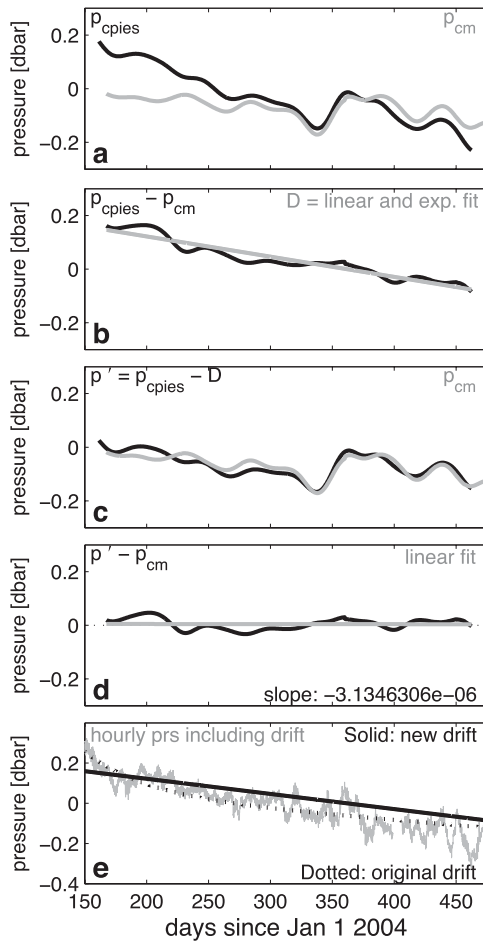 p_cpies p_cm
0.2
0
−0.2
pressure [dbar]
a
p_cpies − p_cm D = linear and exp. fit
0.2
0
−0.2
pressure [dbar]
b
p ′ = p_cpies − D p_cm
0.2
0
−0.2
pressure [dbar]
c
p ′ − p_cm linear fit
0.2
0
−0.2
pressure [dbar]
d
slope: −3.1346306e−06
hourly prs including drift Solid: new drift
0.2
0
−0.2
−0.4
pressure [dbar]
e
Dotted: original drift
150 200 250 300 350 400 450
days since Jan 1 2004